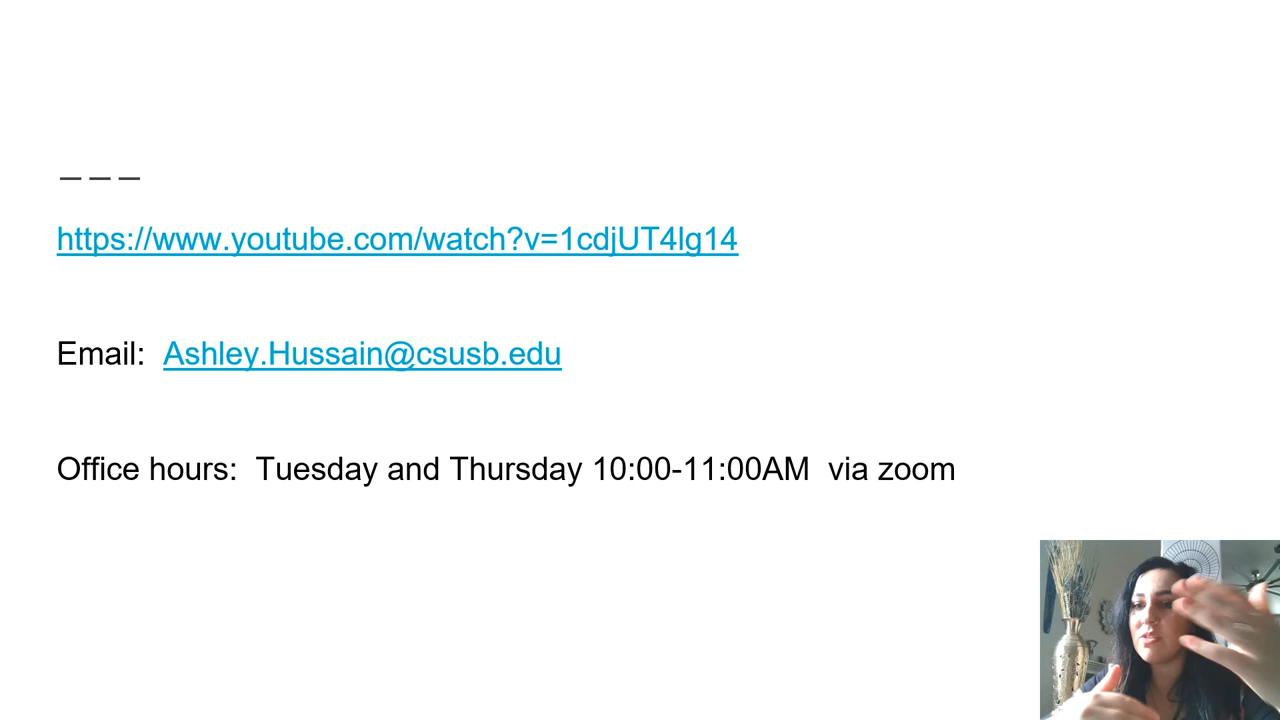 https://www.youtube.com/watch?v=1cdjUT4lg14
Email: Ashley.Hussain@csusb.edu
Office hours: Tuesday and Thursday 10:00-11:00AM via zoom